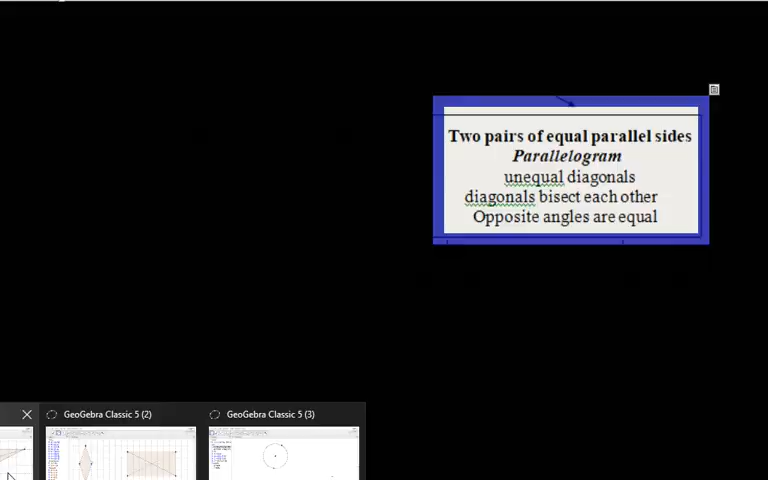 Two pairs of equal parallel sides
Parallelogram
unequal diagonals
diagonals bisect each other
Opposite angles are equal
GeoGebra Classic 5 (2)
GeoGebra Classic 5 (3)